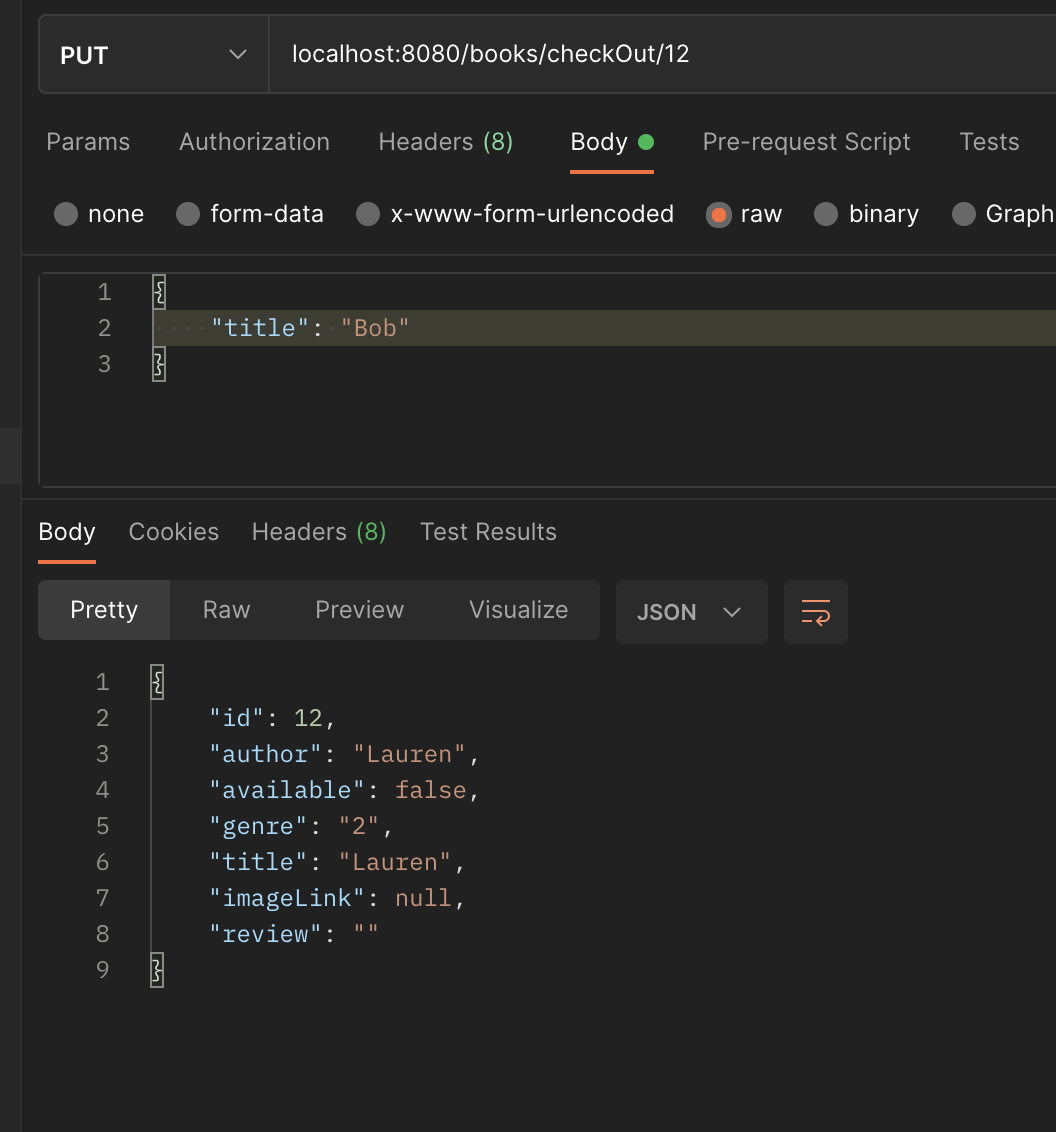 PUT localhost:8080/books/checkOut/12
Params Authorization Headers (8) Body Pre-request Script Tests
none form-data x-www-form-urlencoded raw binary Graph
1 {
2 "title": "Bob"
3 }
Body Cookies Headers (8) Test Results
Pretty Raw Preview Visualize JSON
1 {
2 "id": 12,
3 "author": "Lauren",
4 "available": false,
5 "genre": "2",
6 "title": "Lauren",
7 "imageLink": null,
8 "review": ""
9 }